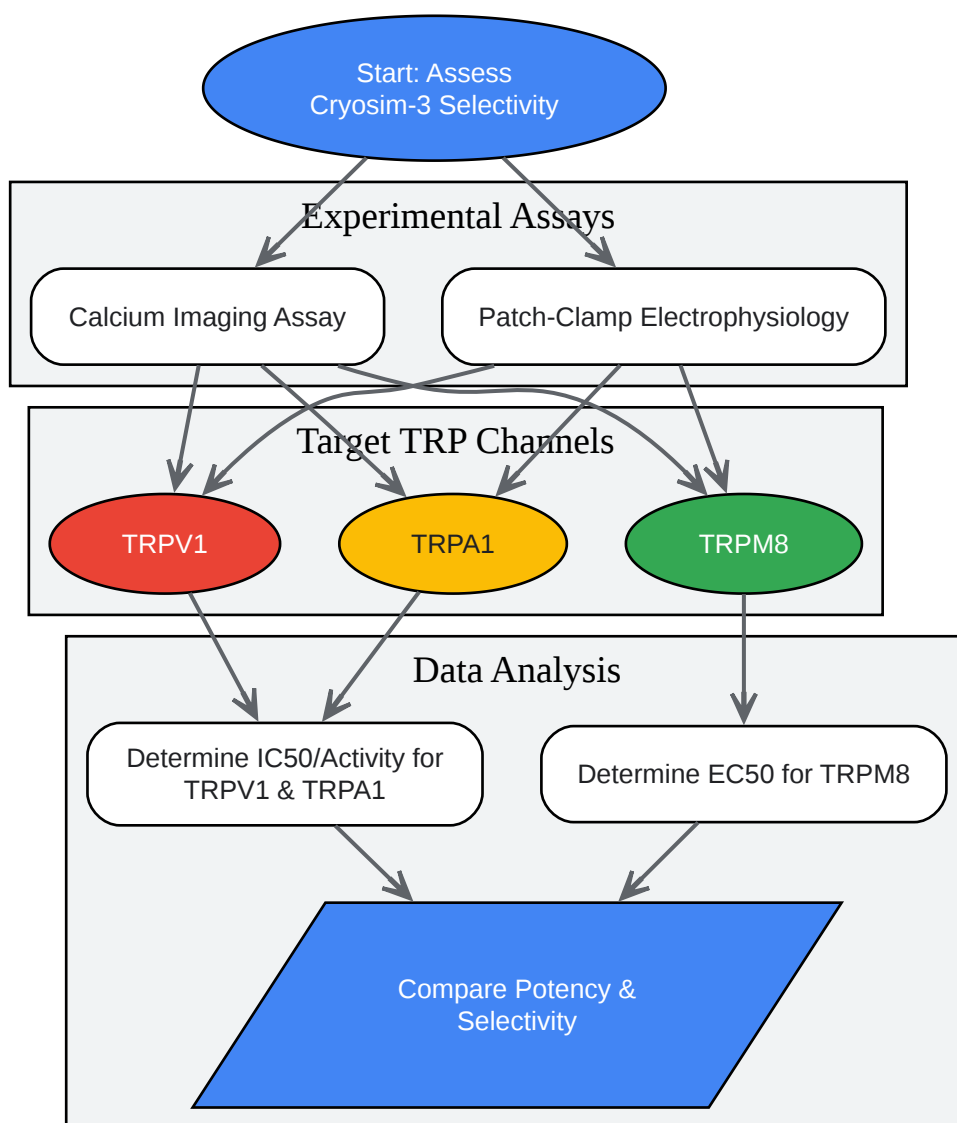 Start: Assess
Cryosim-3 Selectivity
Experimental Assays
Calcium Imaging Assay
Patch-Clamp Electrophysiology
Target TRP Channels
TRPV1
TRPA1
TRPM8
Data Analysis
Determine IC50/Activity for
TRPV1 & TRPA1
Determine EC50 for TRPM8
Compare Potency &
Selectivity